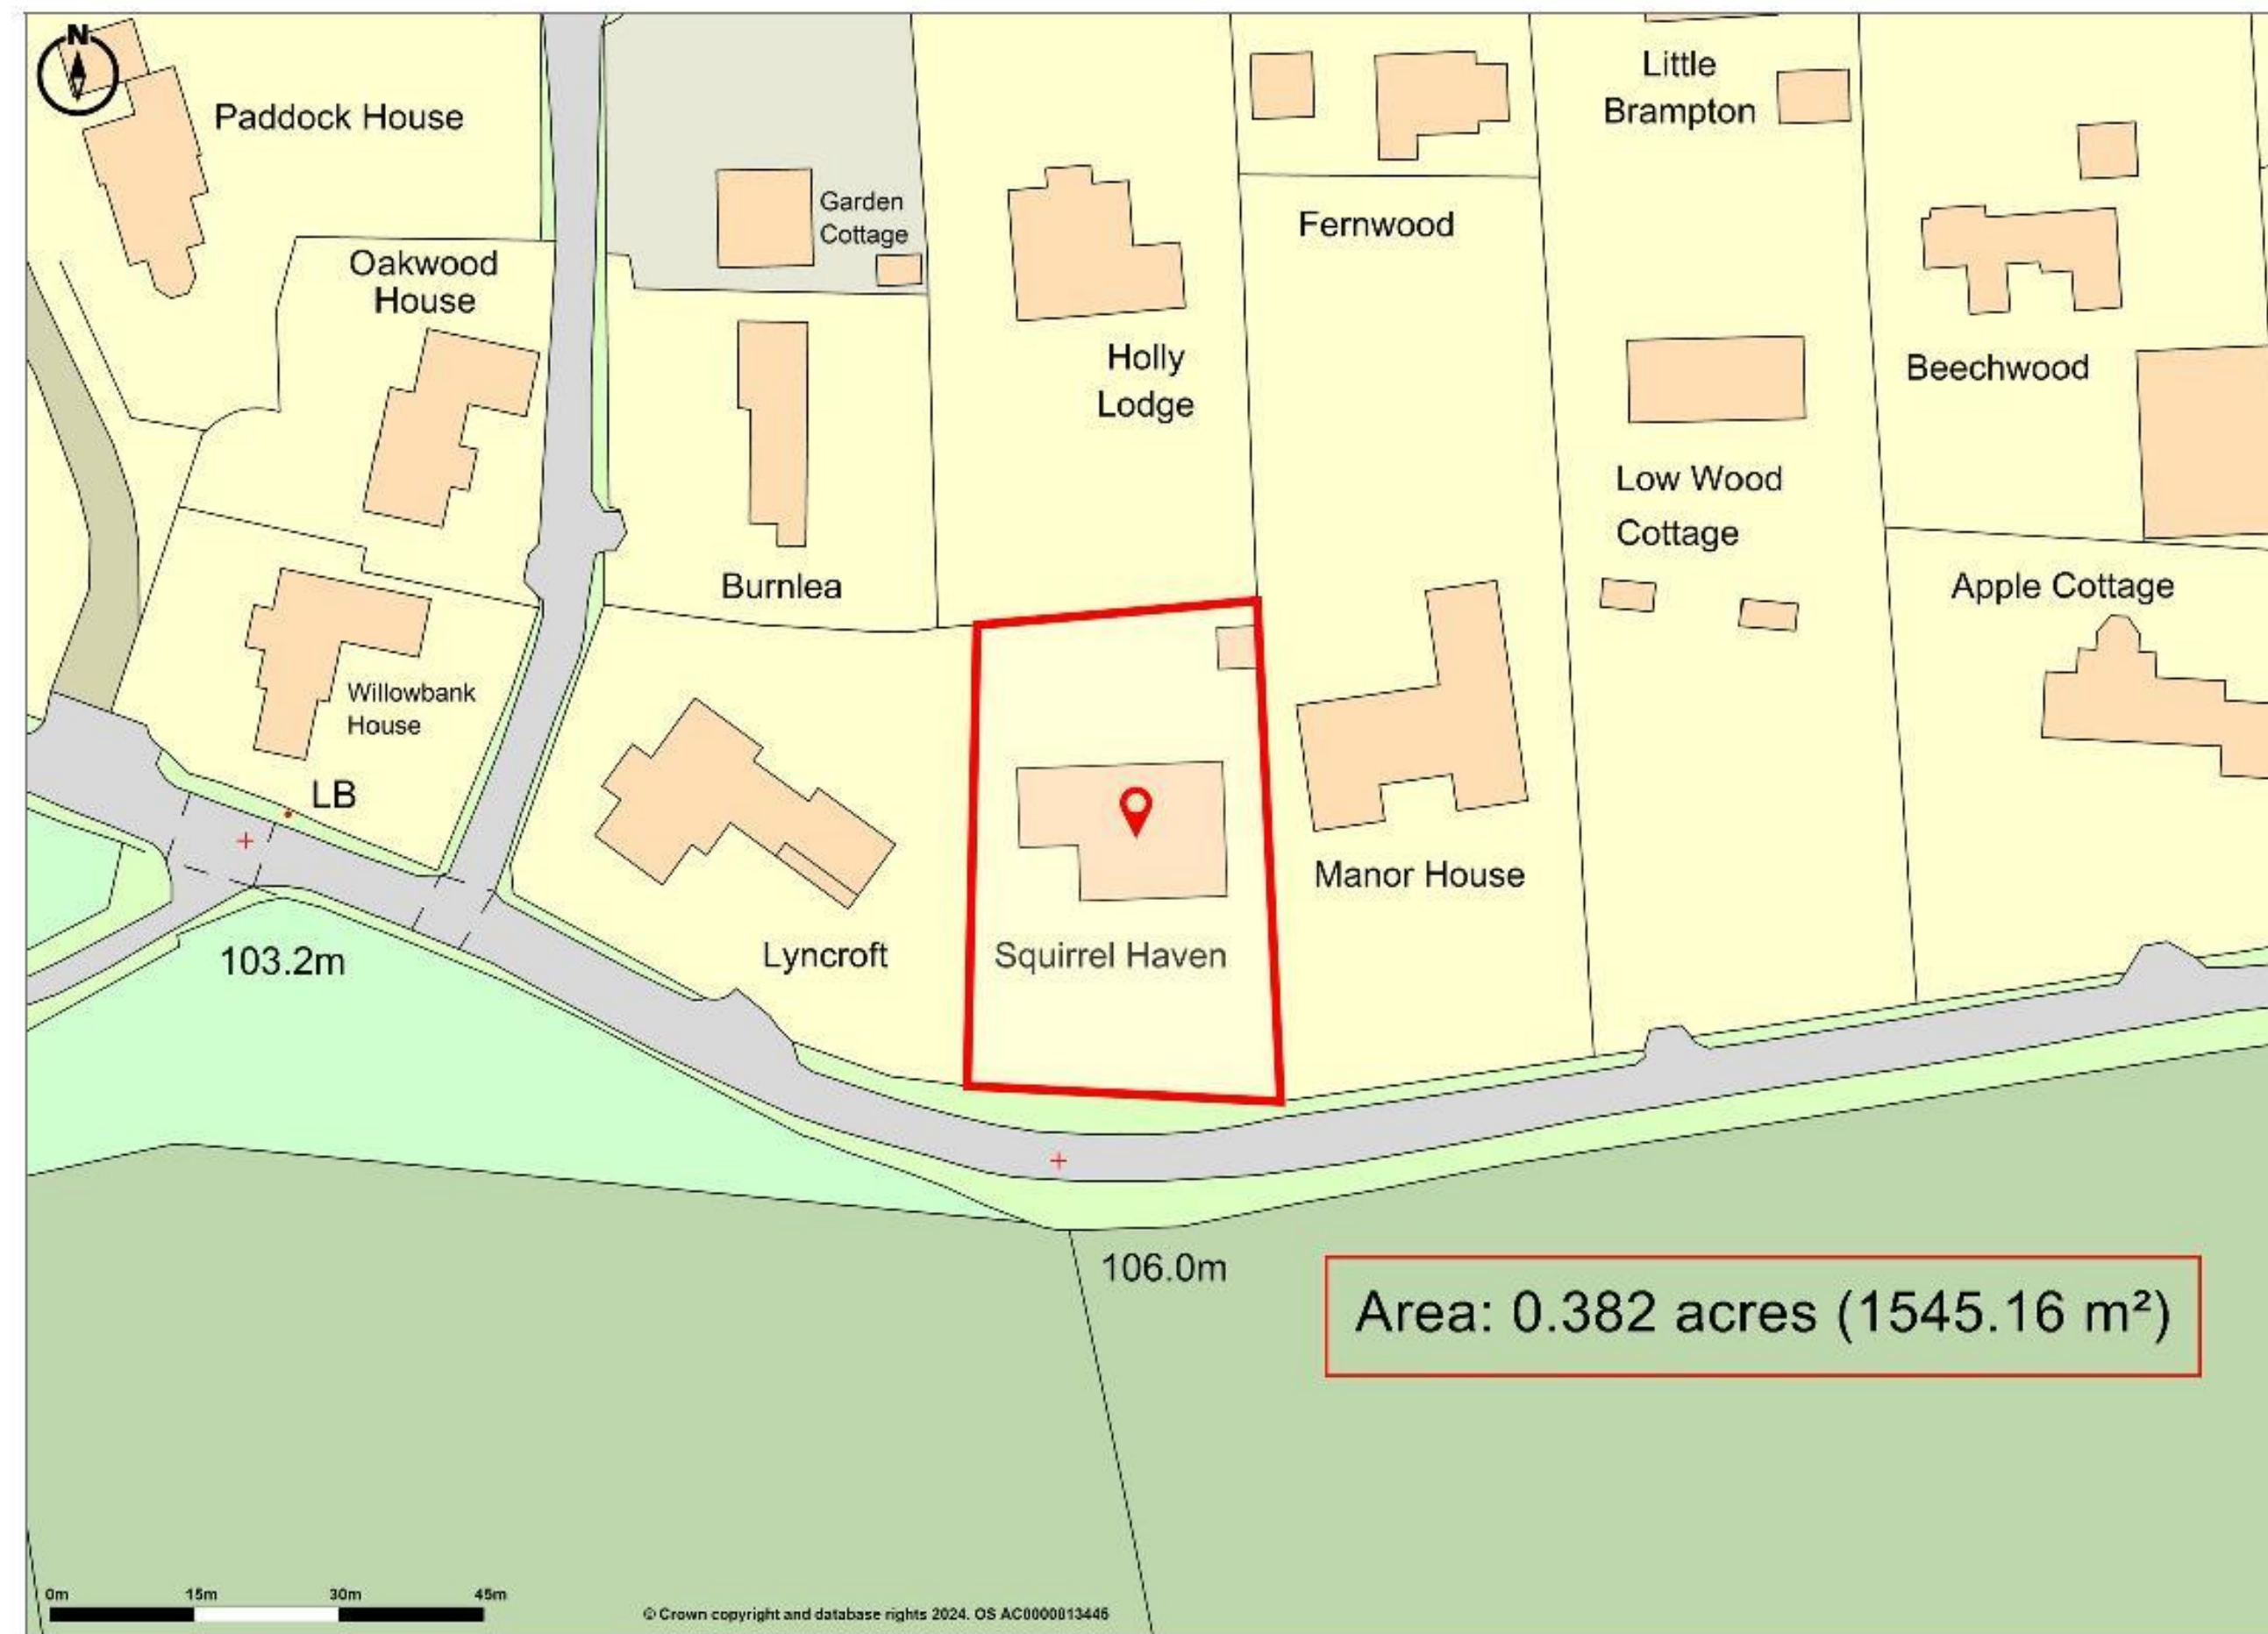 N
Paddock House
Little
Brampton
Garden
Cottage
Fernwood
Oakwood
House
Holly
Lodge
Beechwood
Low Wood
Cottage
Burnlea
Apple Cottage
Willowbank
House
LB
Manor House
Lyncroft
Squirrel Haven
103.2m
106.0m
Area: 0.382 acres (1545.16 m²)
0m 15m 30m 45m
© Crown copyright and database rights 2024. OS AC0000813445